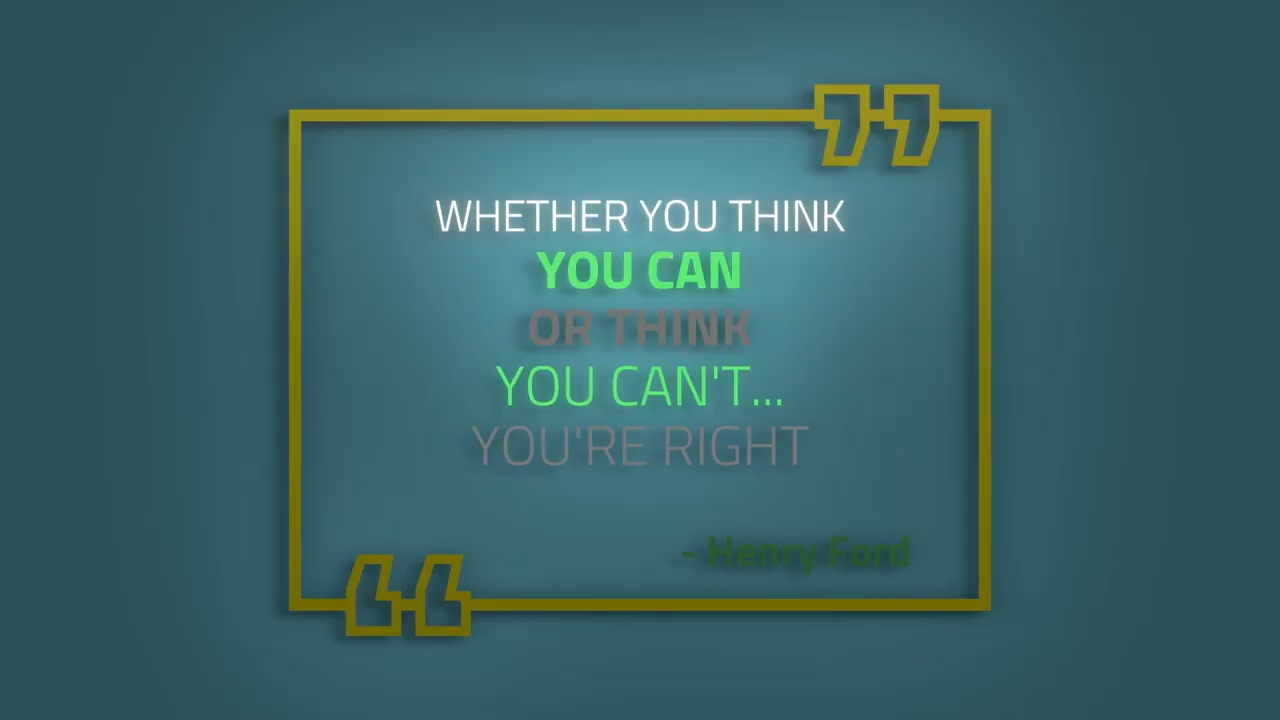 WHETHER YOU THINK
YOU CAN
OR THINK
YOU CAN'T...
YOU'RE RIGHT
- Henry Ford